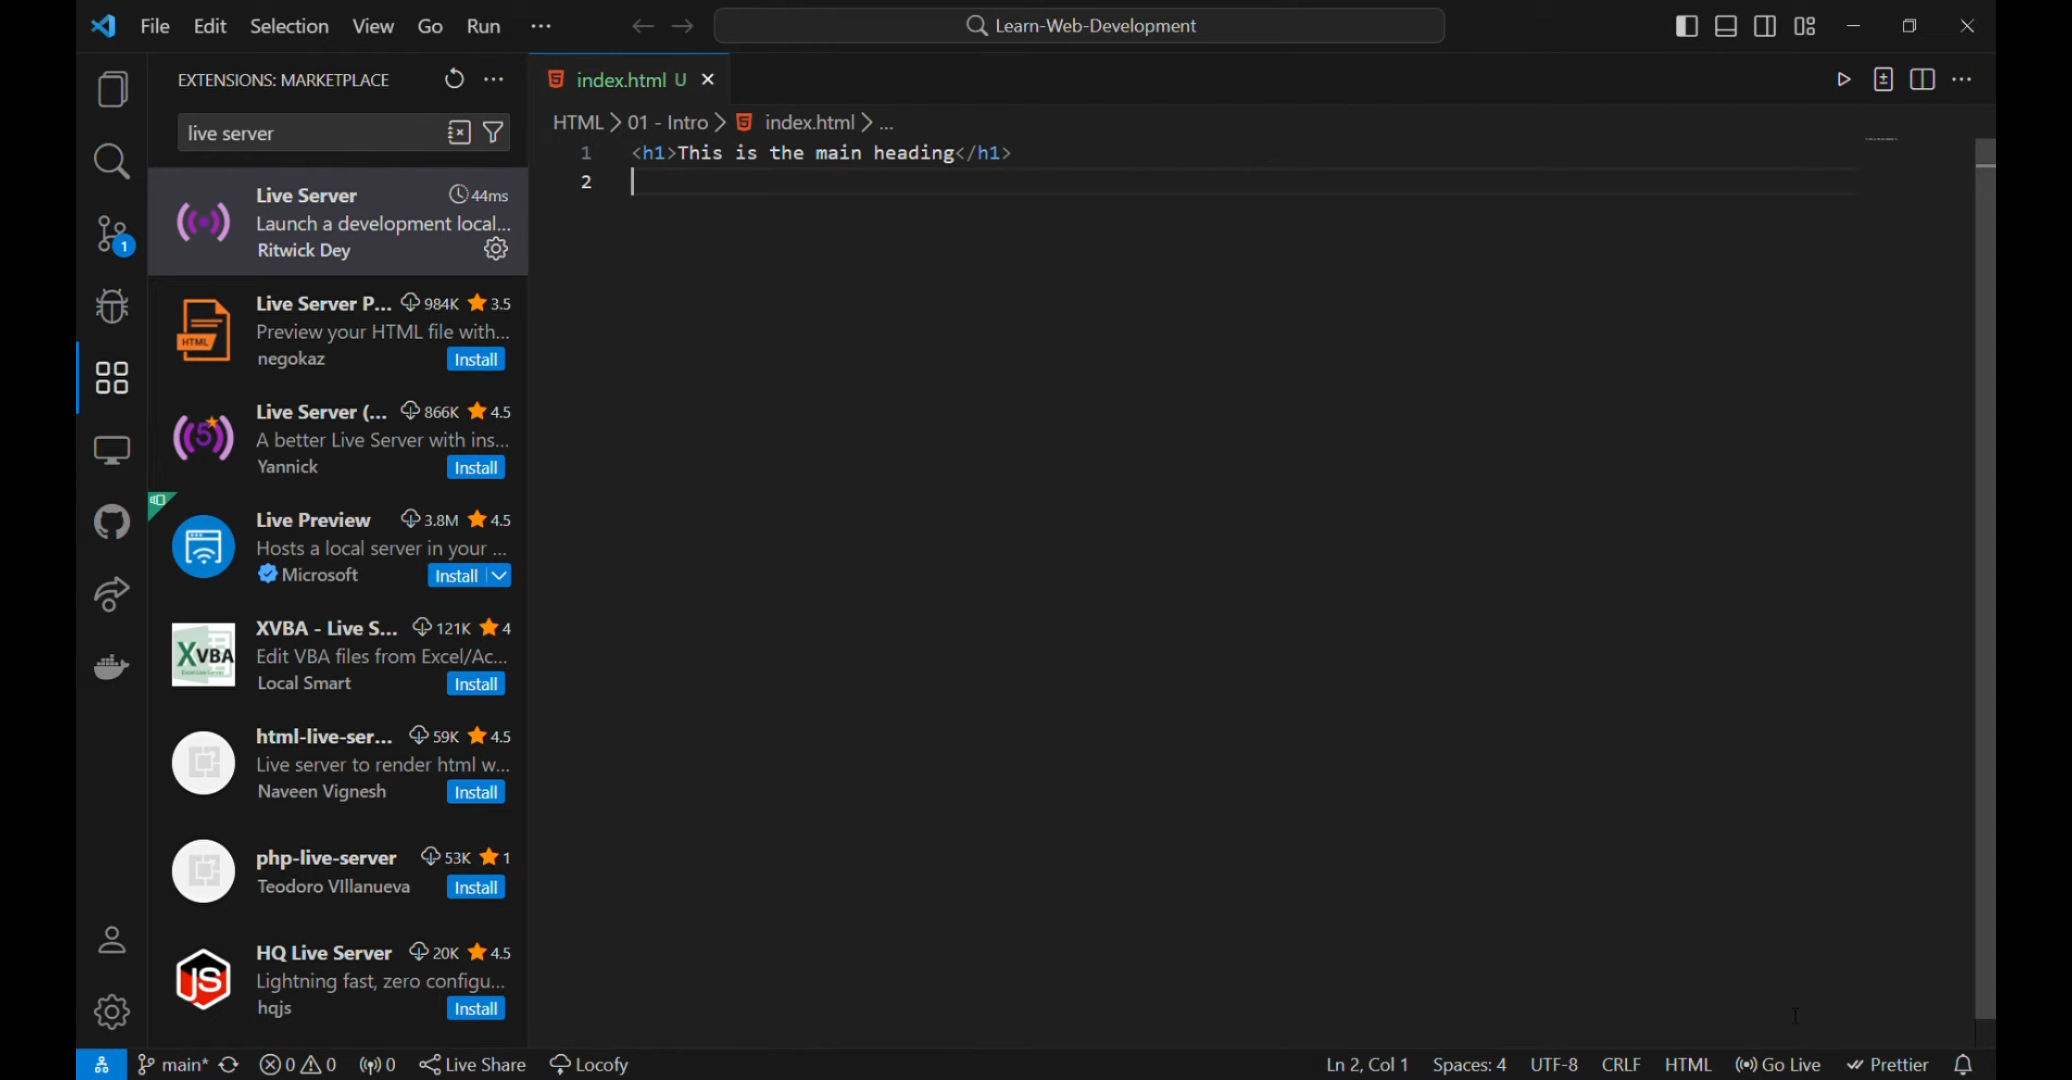 File Edit Selection View Go Run ···
Learn-Web-Development
EXTENSIONS: MARKETPLACE
live server
Live Server 44ms
Launch a development local...
Ritwick Dey
Live Server P... 984K 3.5
Preview your HTML file with...
negokaz Install
HTML
Live Server (... 866K 4.5
A better Live Server with ins...
Yannick Install
5
Live Preview 3.8M 4.5
Hosts a local server in your ...
Microsoft Install
XVBA - Live S... 121K 4
Edit VBA files from Excel/Ac...
Local Smart Install
XVBA
html-live-ser... 59K 4.5
Live server to render html w...
Naveen Vignesh Install
php-live-server 53K 1
Teodoro VIllanueva Install
HQ Live Server 20K 4.5
Lightning fast, zero configu...
hqjs Install
JS
1
index.html U
HTML > 01 - Intro > index.html > ...
1 <h1>This is the main heading</h1>
2
main* 0 0 0 Live Share Locofy
Ln 2, Col 1 Spaces: 4 UTF-8 CRLF HTML Go Live Prettier